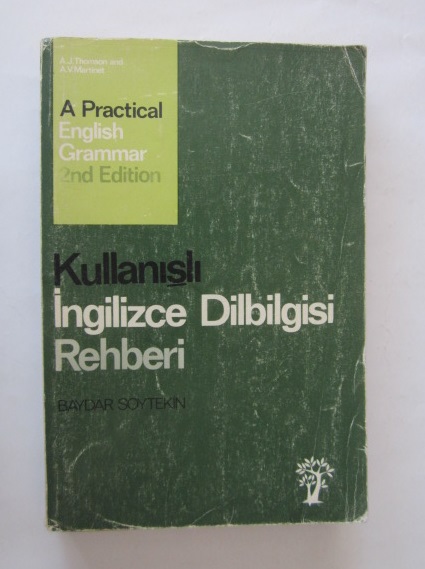 A.J. Thomson and
A.V. Martinet
A Practical
English
Grammar
2nd Edition
Kullanışlı
İngilizce Dilbilgisi
Rehberi
BAYDAR SOYTEKİN